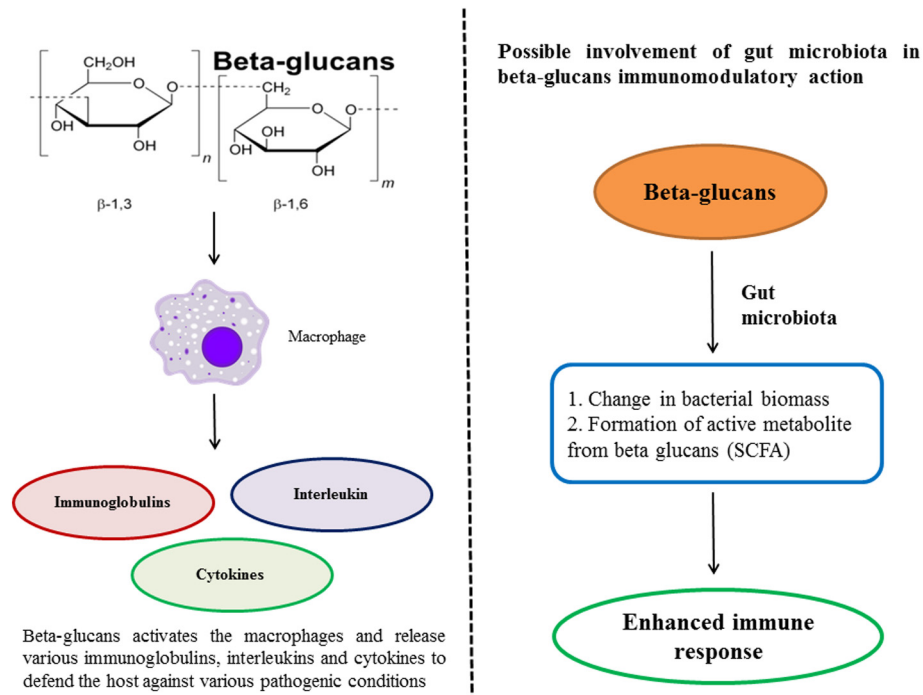 Beta-glucans
CH₂OH
O
O
OH
OH
n
CH₂
O
O
OH
OH
OH
m
β-1,3
β-1,6
Macrophage
Immunoglobulins
Interleukin
Cytokines
Beta-glucans activates the macrophages and release
various immunoglobulins, interleukins and cytokines to
defend the host against various pathogenic conditions
Possible involvement of gut microbiota in
beta-glucans immunomodulatory action
Beta-glucans
Gut
microbiota
1. Change in bacterial biomass
2. Formation of active metabolite
from beta glucans (SCFA)
Enhanced immune
response